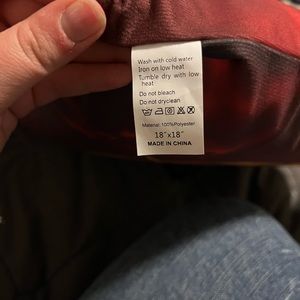 Wash with cold water
Iron on low heat
Tumble dry with low
heat
Do not bleach
Do not dryclean
Material: 100%Polyester
18"x18"
MADE IN CHINA